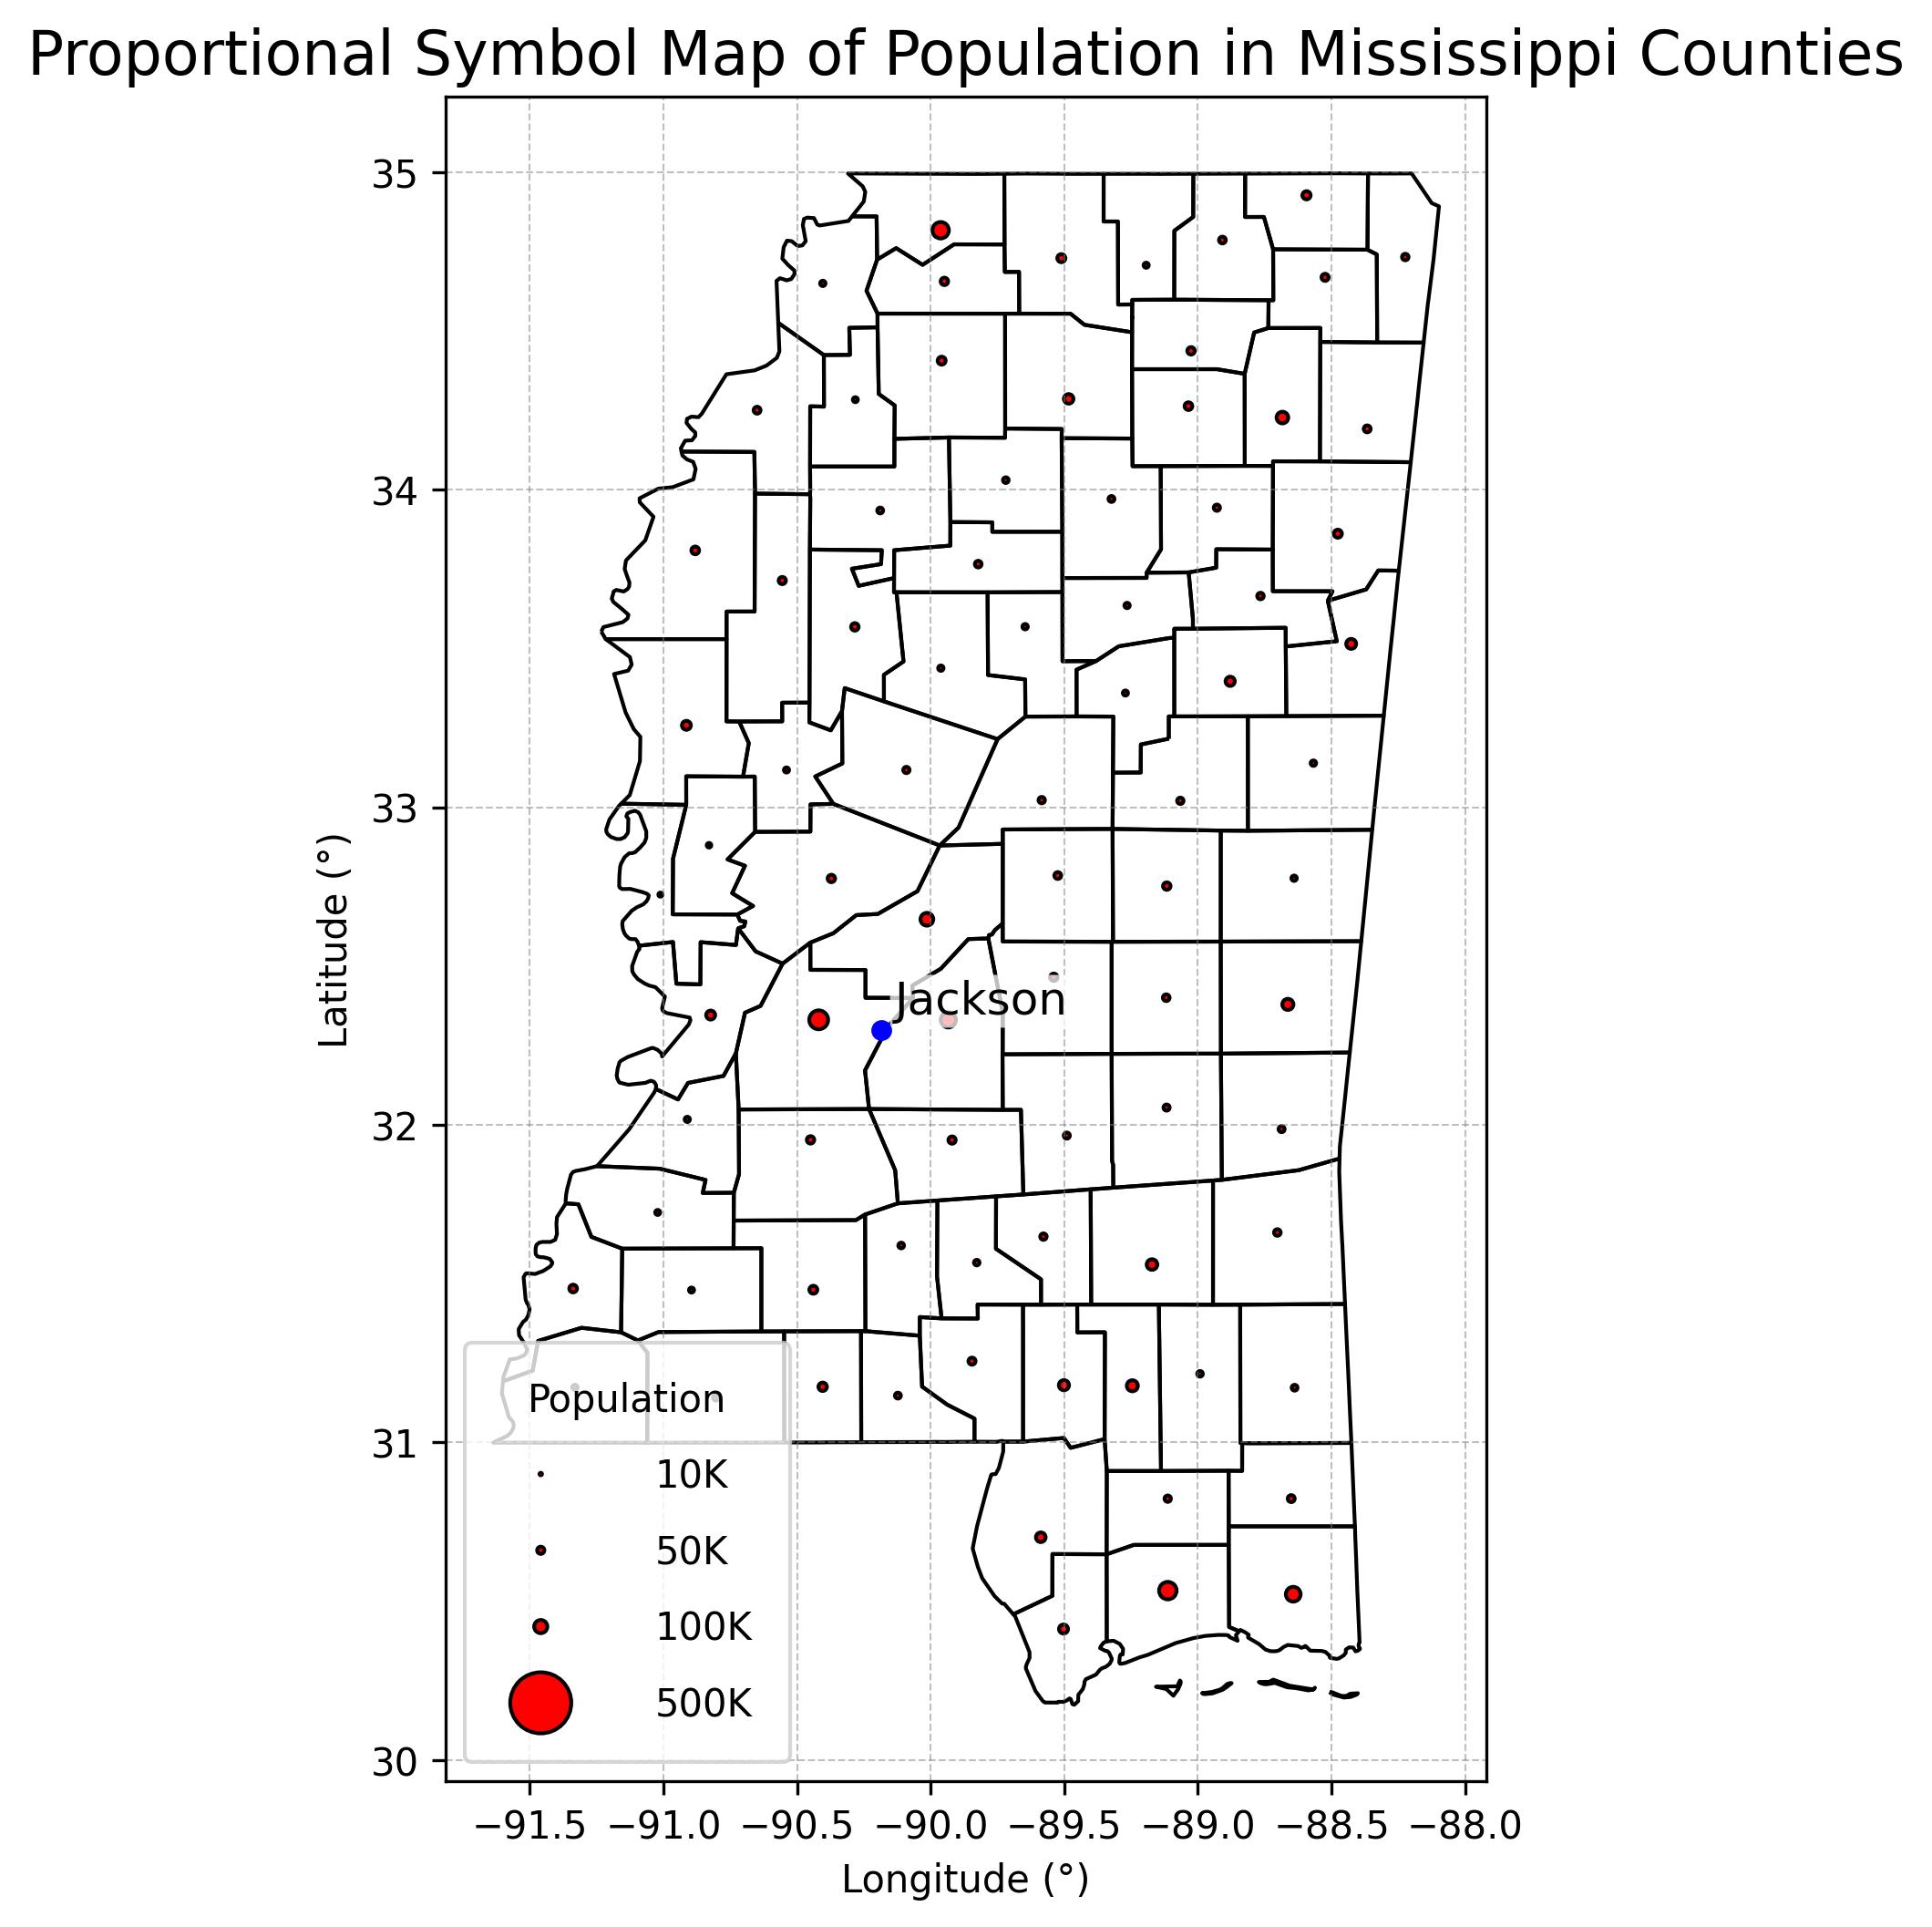 Proportional Symbol Map of Population in Mississippi Counties
35
34
33
32
31
30
Latitude (°)
Jackson
Population
10K
50K
100K
500K
−91.5 −91.0 −90.5 −90.0 −89.5 −89.0 −88.5 −88.0
Longitude (°)